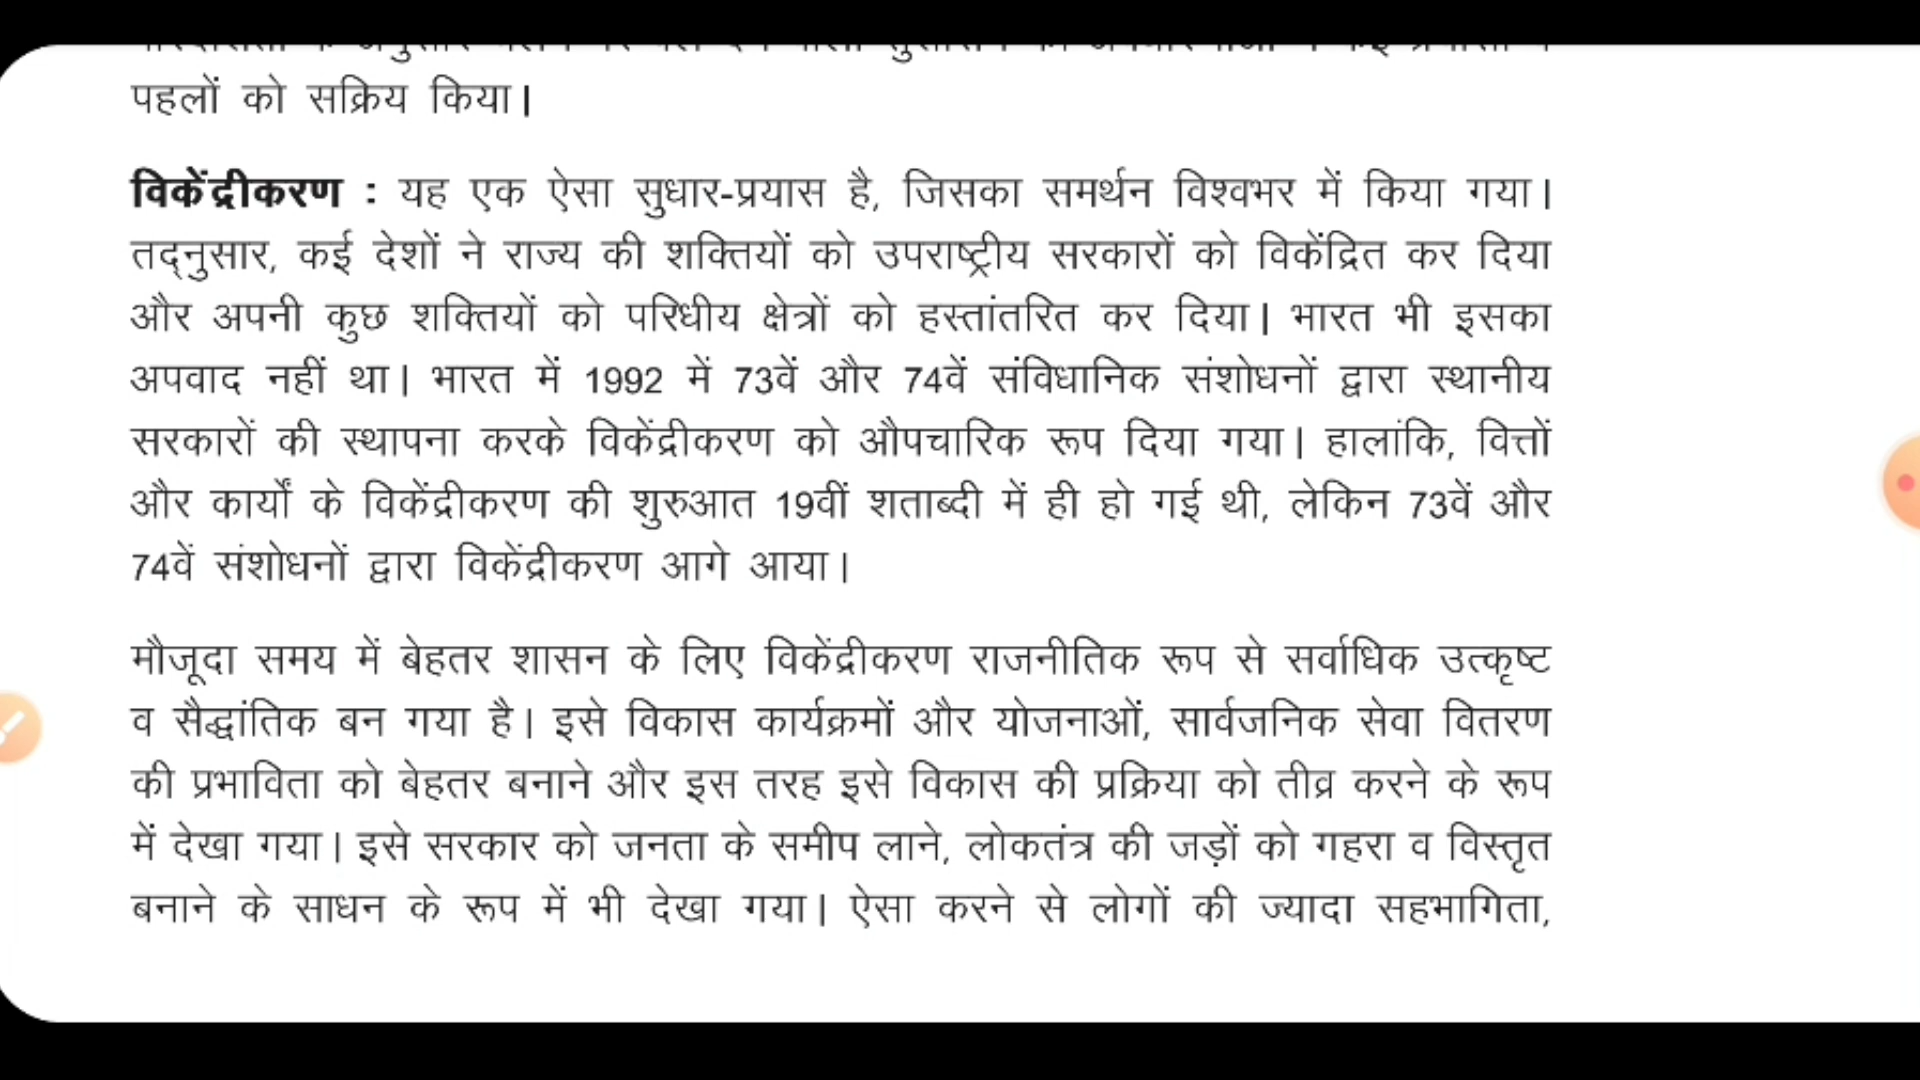 पहलों को सक्रिय किया।
विकेंद्रीकरण : यह एक ऐसा सुधार-प्रयास है, जिसका समर्थन विश्वभर में किया गया।
तद्नुसार, कई देशों ने राज्य की शक्तियों को उपराष्ट्रीय सरकारों को विकेंद्रित कर दिया
और अपनी कुछ शक्तियों को परिधीय क्षेत्रों को हस्तांतरित कर दिया। भारत भी इसका
अपवाद नहीं था। भारत में 1992 में 73वें और 74वें संविधानिक संशोधनों द्वारा स्थानीय
सरकारों की स्थापना करके विकेंद्रीकरण को औपचारिक रूप दिया गया। हालांकि, वित्तों
और कार्यों के विकेंद्रीकरण की शुरुआत 19वीं शताब्दी में ही हो गई थी, लेकिन 73वें और
74वें संशोधनों द्वारा विकेंद्रीकरण आगे आया।
मौजूदा समय में बेहतर शासन के लिए विकेंद्रीकरण राजनीतिक रूप से सर्वाधिक उत्कृष्ट
व सैद्धांतिक बन गया है। इसे विकास कार्यक्रमों और योजनाओं, सार्वजनिक सेवा वितरण
की प्रभाविता को बेहतर बनाने और इस तरह इसे विकास की प्रक्रिया को तीव्र करने के रूप
में देखा गया। इसे सरकार को जनता के समीप लाने, लोकतंत्र की जड़ों को गहरा व विस्तृत
बनाने के साधन के रूप में भी देखा गया। ऐसा करने से लोगों की ज्यादा सहभागिता,